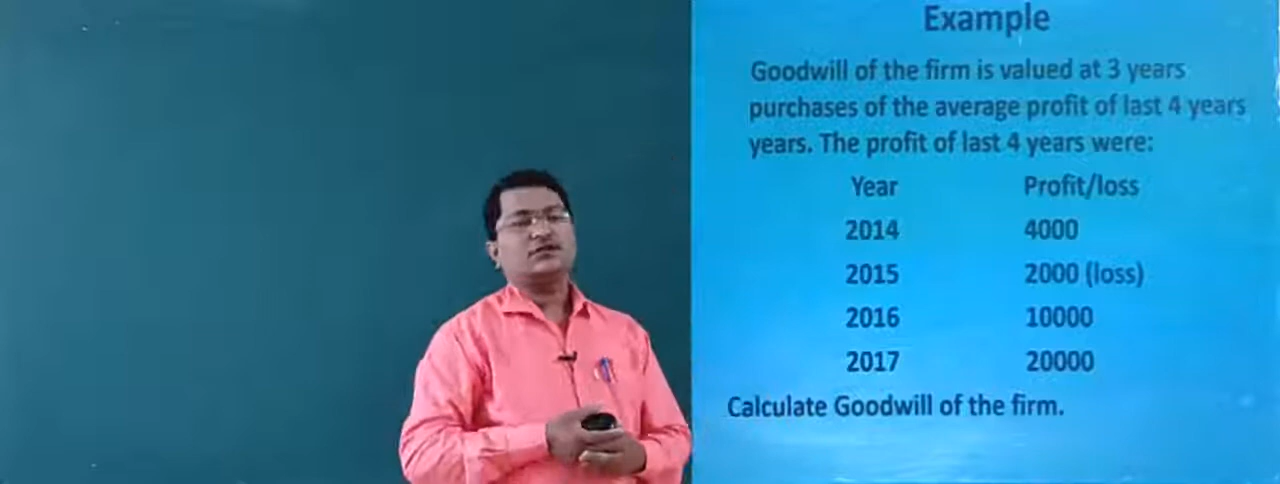 Example
Goodwill of the firm is valued at 3 years
purchases of the average profit of last 4 years
years. The profit of last 4 years were:
Year Profit/loss
2014 4000
2015 2000 (loss)
2016 10000
2017 20000
Calculate Goodwill of the firm.